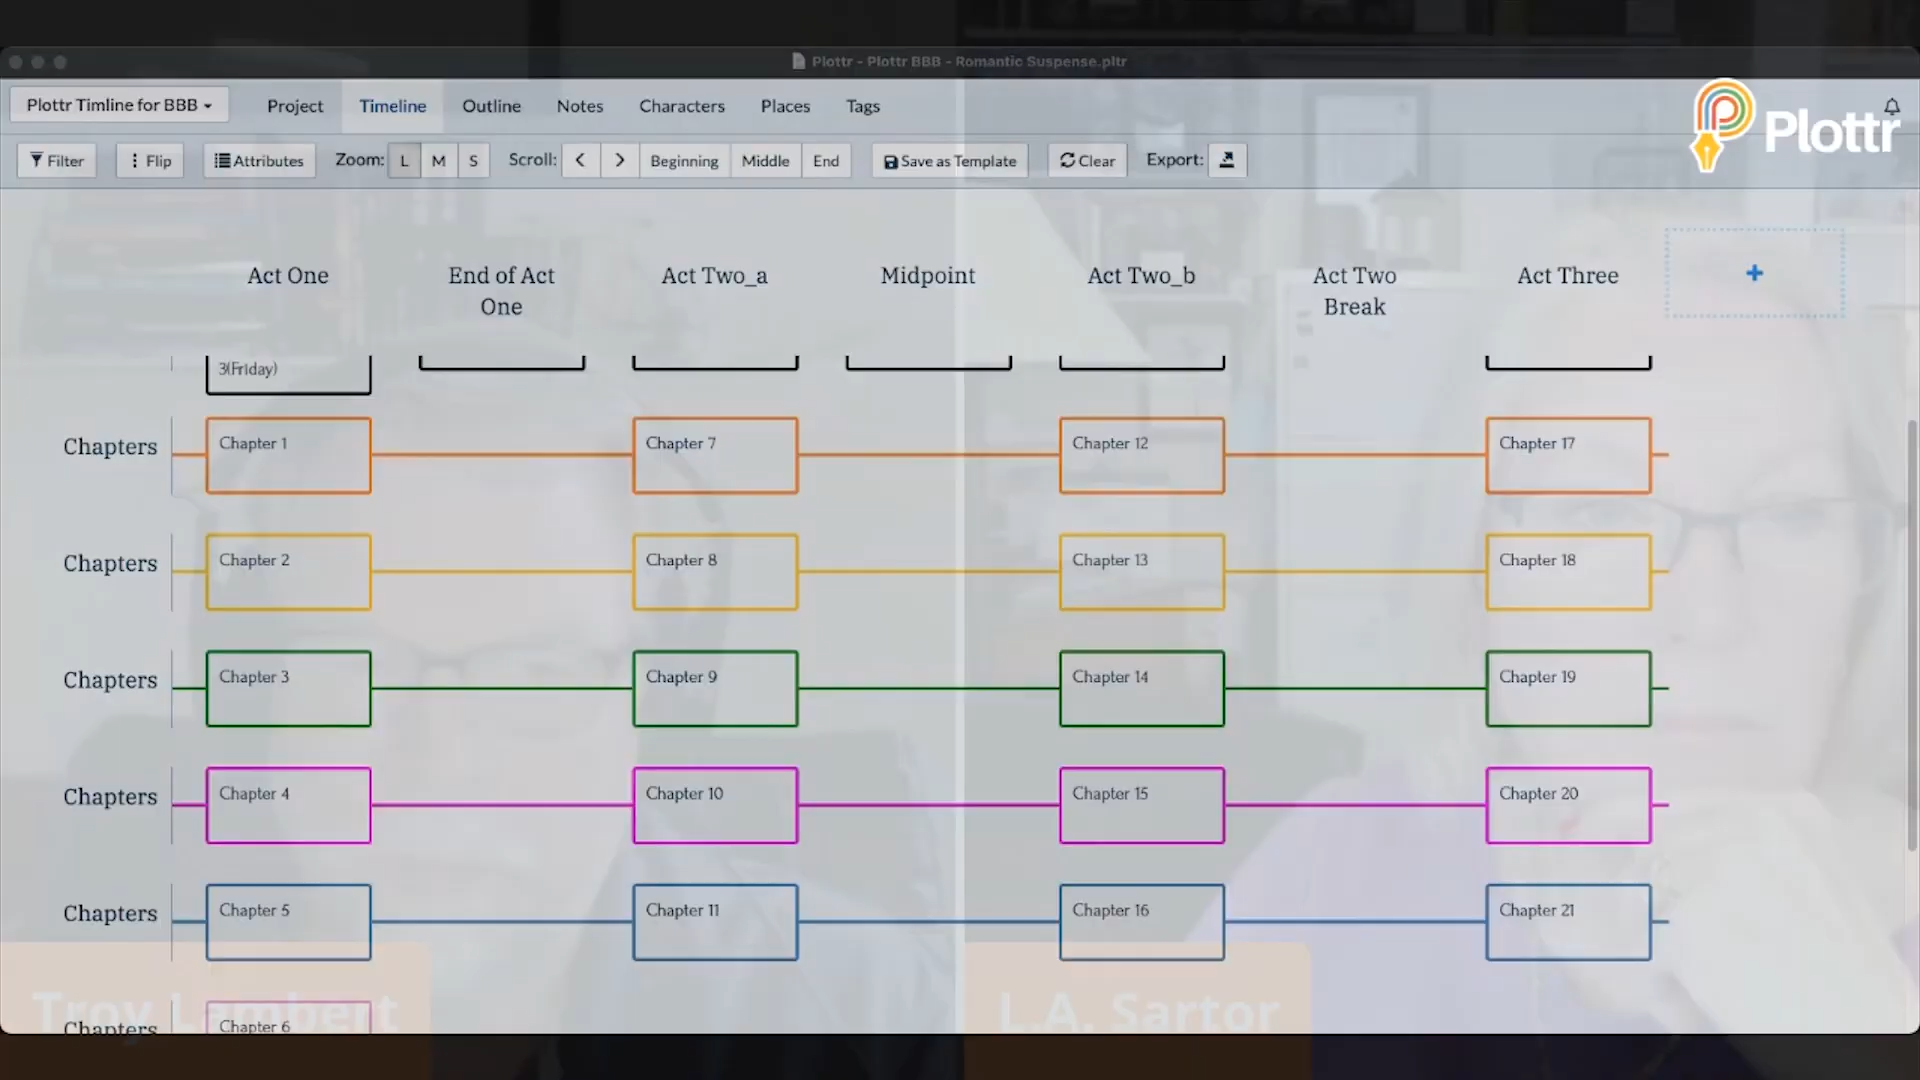 Plottr - Plottr BBB - Romantic Suspense.pltr
Plottr Timline for BBB
Project
Timeline
Outline
Notes
Characters
Places
Tags
Plottr
Filter
Flip
Attributes
Zoom:
L
M
S
Scroll:
Beginning
Middle
End
Save as Template
Clear
Export:
Act One
End of Act
One
Act Two_a
Midpoint
Act Two_b
Act Two
Break
Act Three
3(Friday)
Chapters
Chapter 1
Chapter 7
Chapter 12
Chapter 17
Chapters
Chapter 2
Chapter 8
Chapter 13
Chapter 18
Chapters
Chapter 3
Chapter 9
Chapter 14
Chapter 19
Chapters
Chapter 4
Chapter 10
Chapter 15
Chapter 20
Chapters
Chapter 5
Chapter 11
Chapter 16
Chapter 21
Chapters
Chapter 6
Troy Lambert
L.A. Sartor